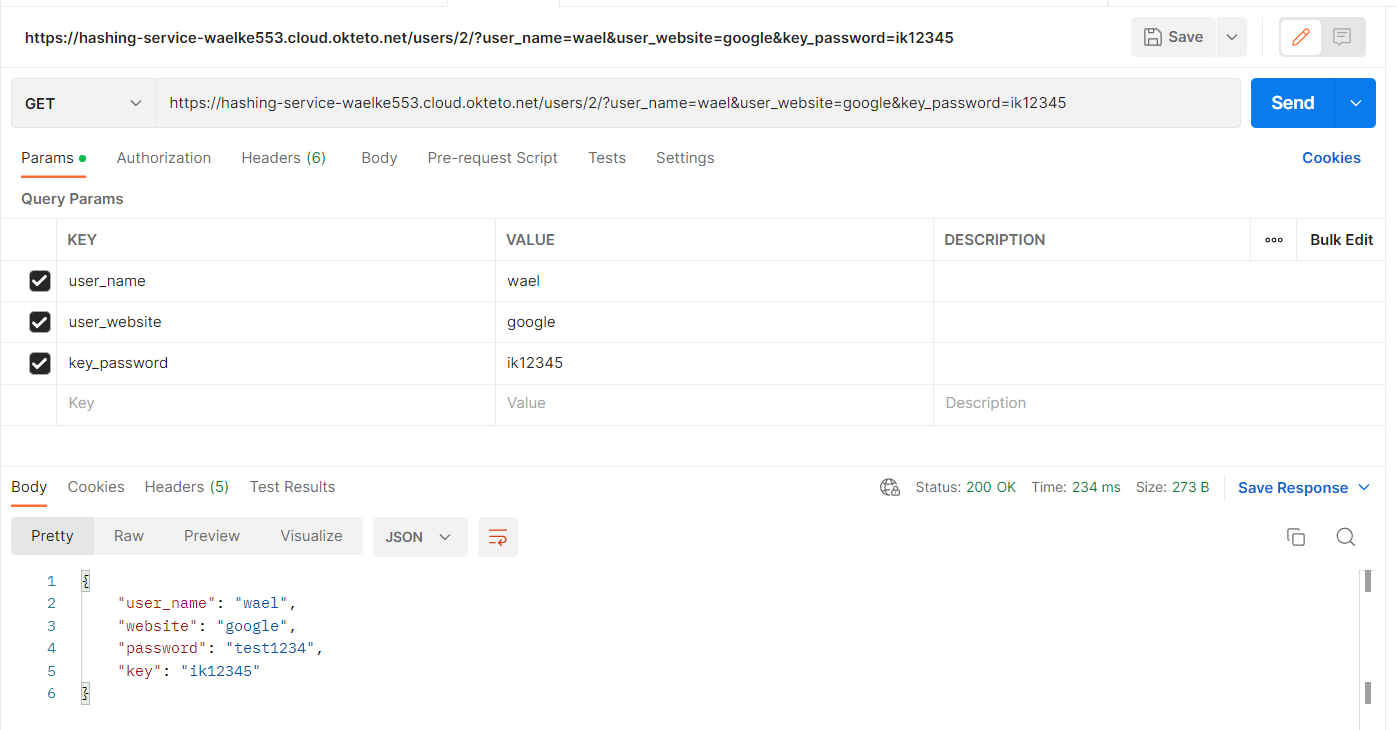 https://hashing-service-waelke553.cloud.okteto.net/users/2/?user_name=wael&user_website=google&key_password=ik12345
Save
GET
https://hashing-service-waelke553.cloud.okteto.net/users/2/?user_name=wael&user_website=google&key_password=ik12345
Send
Params Authorization Headers (6) Body Pre-request Script Tests Settings Cookies
Query Params
KEY VALUE DESCRIPTION Bulk Edit
user_name wael
user_website google
key_password ik12345
Key Value Description
Body Cookies Headers (5) Test Results Status: 200 OK Time: 234 ms Size: 273 B Save Response
Pretty Raw Preview Visualize JSON
1 {
2 "user_name": "wael",
3 "website": "google",
4 "password": "test1234",
5 "key": "ik12345"
6 }